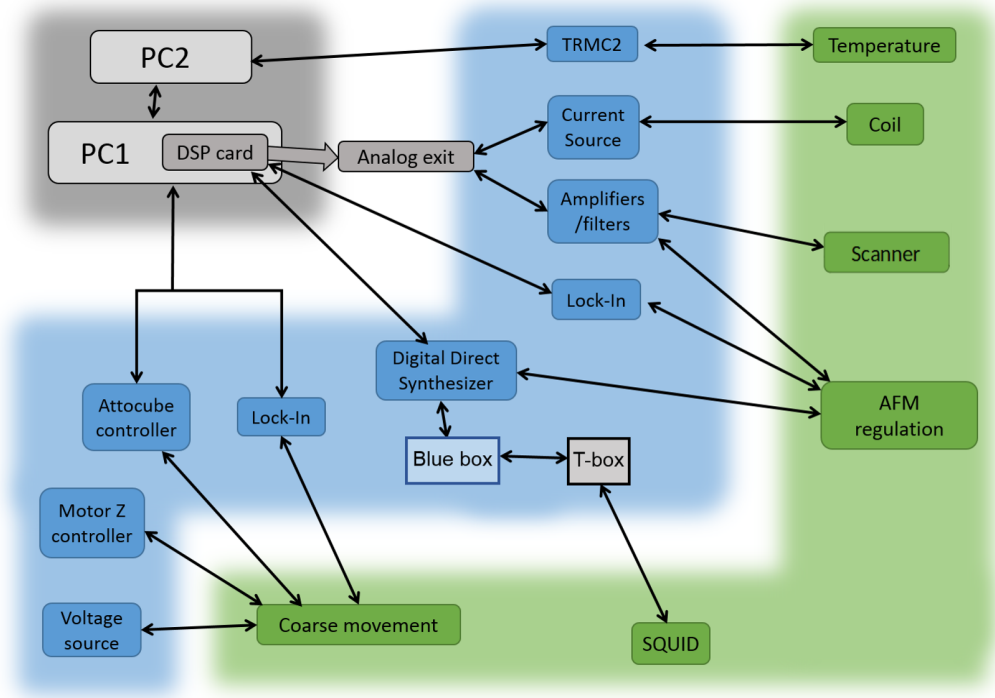 PC2
TRMC2
Temperature
Current
Source
Coil
PC1
DSP card
Analog exit
Amplifiers
/filters
Scanner
Lock-In
Digital Direct
Synthesizer
Attocube
controller
Lock-In
AFM
regulation
Blue box
T-box
Motor Z
controller
Voltage
source
Coarse movement
SQUID